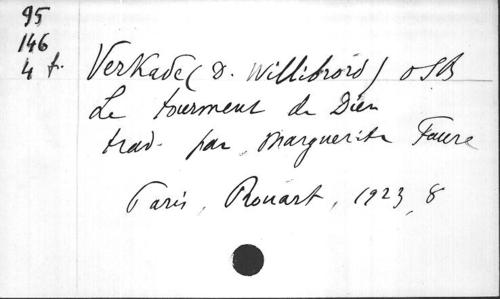 95
146
4 f.
Verkade (D. Willibrord) OSB
Le tourment de Dieu
trad. par Marguerite Faure
Paris, Rouart, 1923, 8